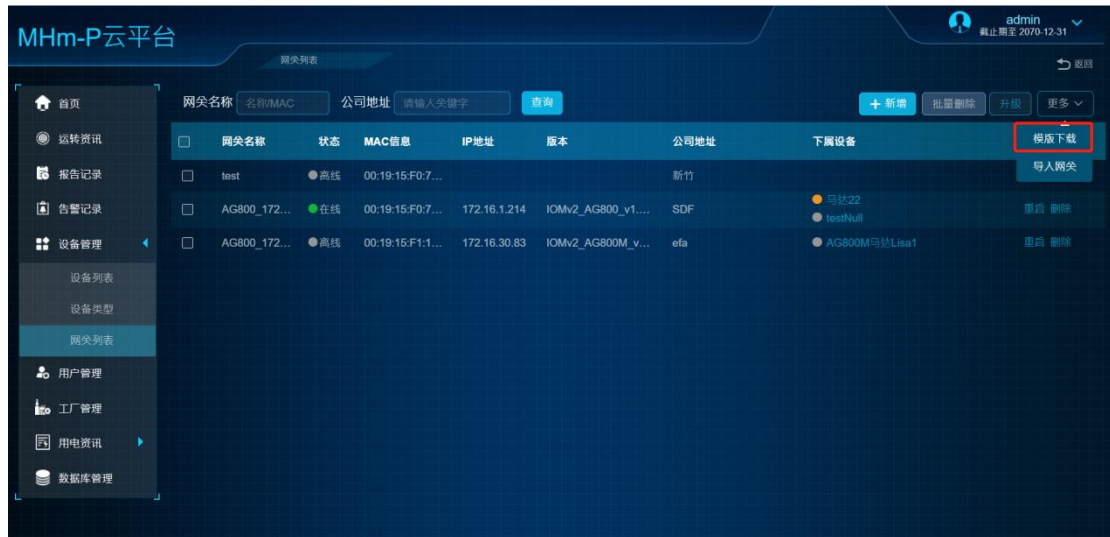 MHm-P云平台
admin
截止期至 2070-12-31
网关列表
返回
首页
运转资讯
报告记录
告警记录
设备管理
设备列表
设备类型
网关列表
用户管理
工厂管理
用电资讯
数据库管理
网关名称 名称/MAC 公司地址 请输入关键字 查询 新增 批量删除 升级 更多
模版下载
导入网关
网关名称 状态 MAC信息 IP地址 版本 公司地址 下属设备
test 离线 00:19:15:F0:7... 新竹
AG800_172... 在线 00:19:15:F0:7... 172.16.1.214 IOMv2_AG800_v1.... SDF 马达22 重启 删除
testNull
AG800_172... 离线 00:19:15:F1:1... 172.16.30.83 IOMv2_AG800M_v... efa AG800M马达Lisa1 重启 删除